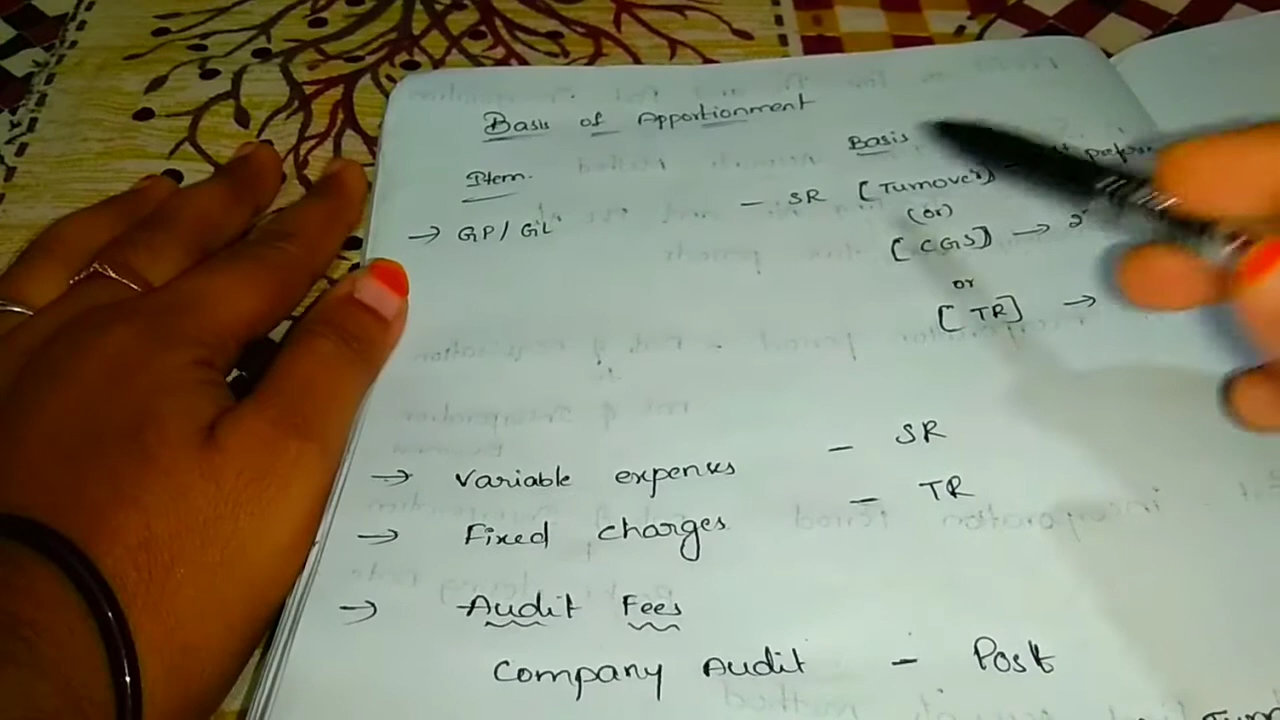 Basis of Apportionment
Item. Basis
→ GP/GL - SR [Turnover] -
(or)
[CGS] →
or
[TR] →
→ Variable expenses - SR
→ Fixed charges - TR
→ Audit Fees
Company Audit - Post